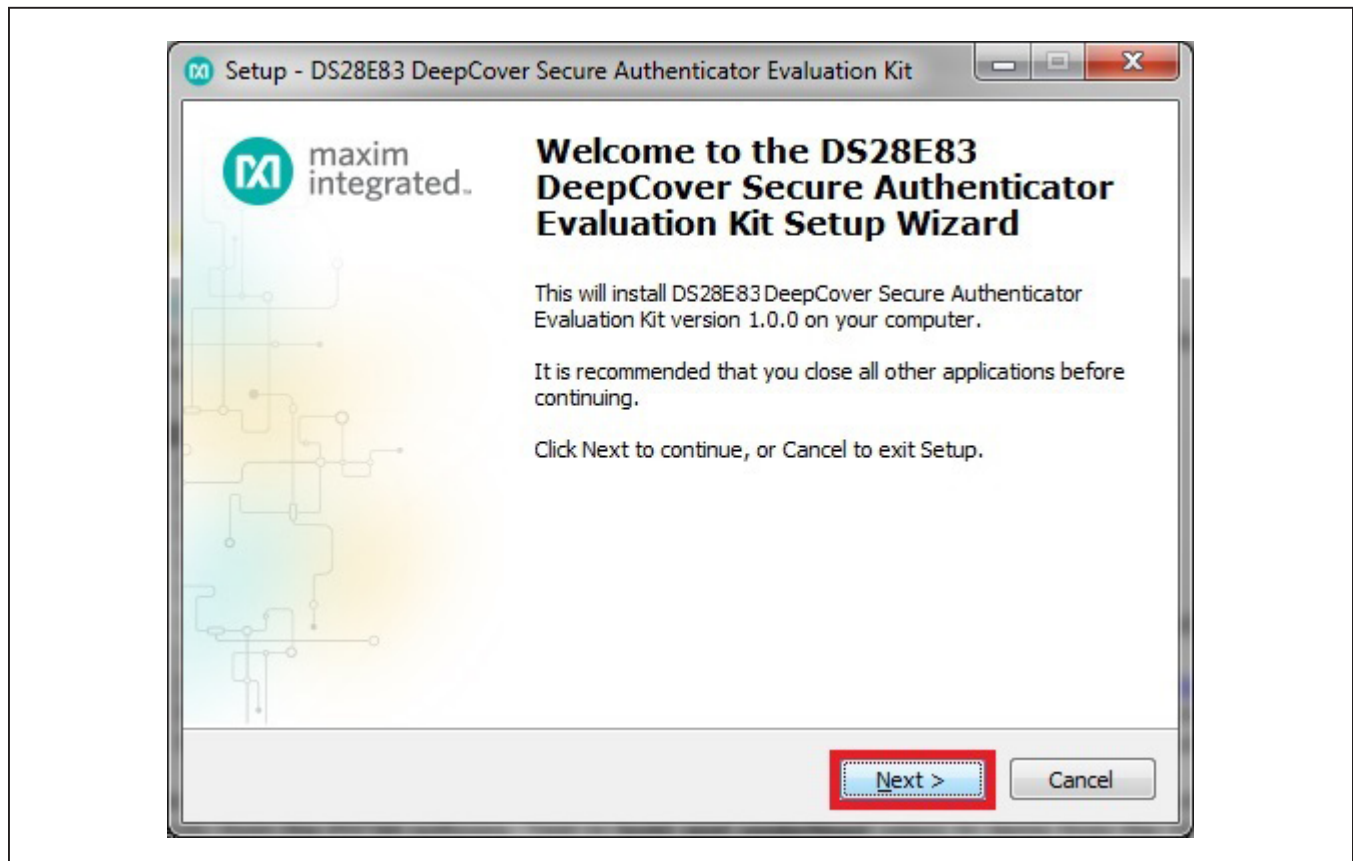 Setup - DS28E83 DeepCover Secure Authenticator Evaluation Kit
maxim
integrated™
Welcome to the DS28E83
DeepCover Secure Authenticator
Evaluation Kit Setup Wizard
This will install DS28E83 DeepCover Secure Authenticator
Evaluation Kit version 1.0.0 on your computer.
It is recommended that you close all other applications before
continuing.
Click Next to continue, or Cancel to exit Setup.
Next >
Cancel